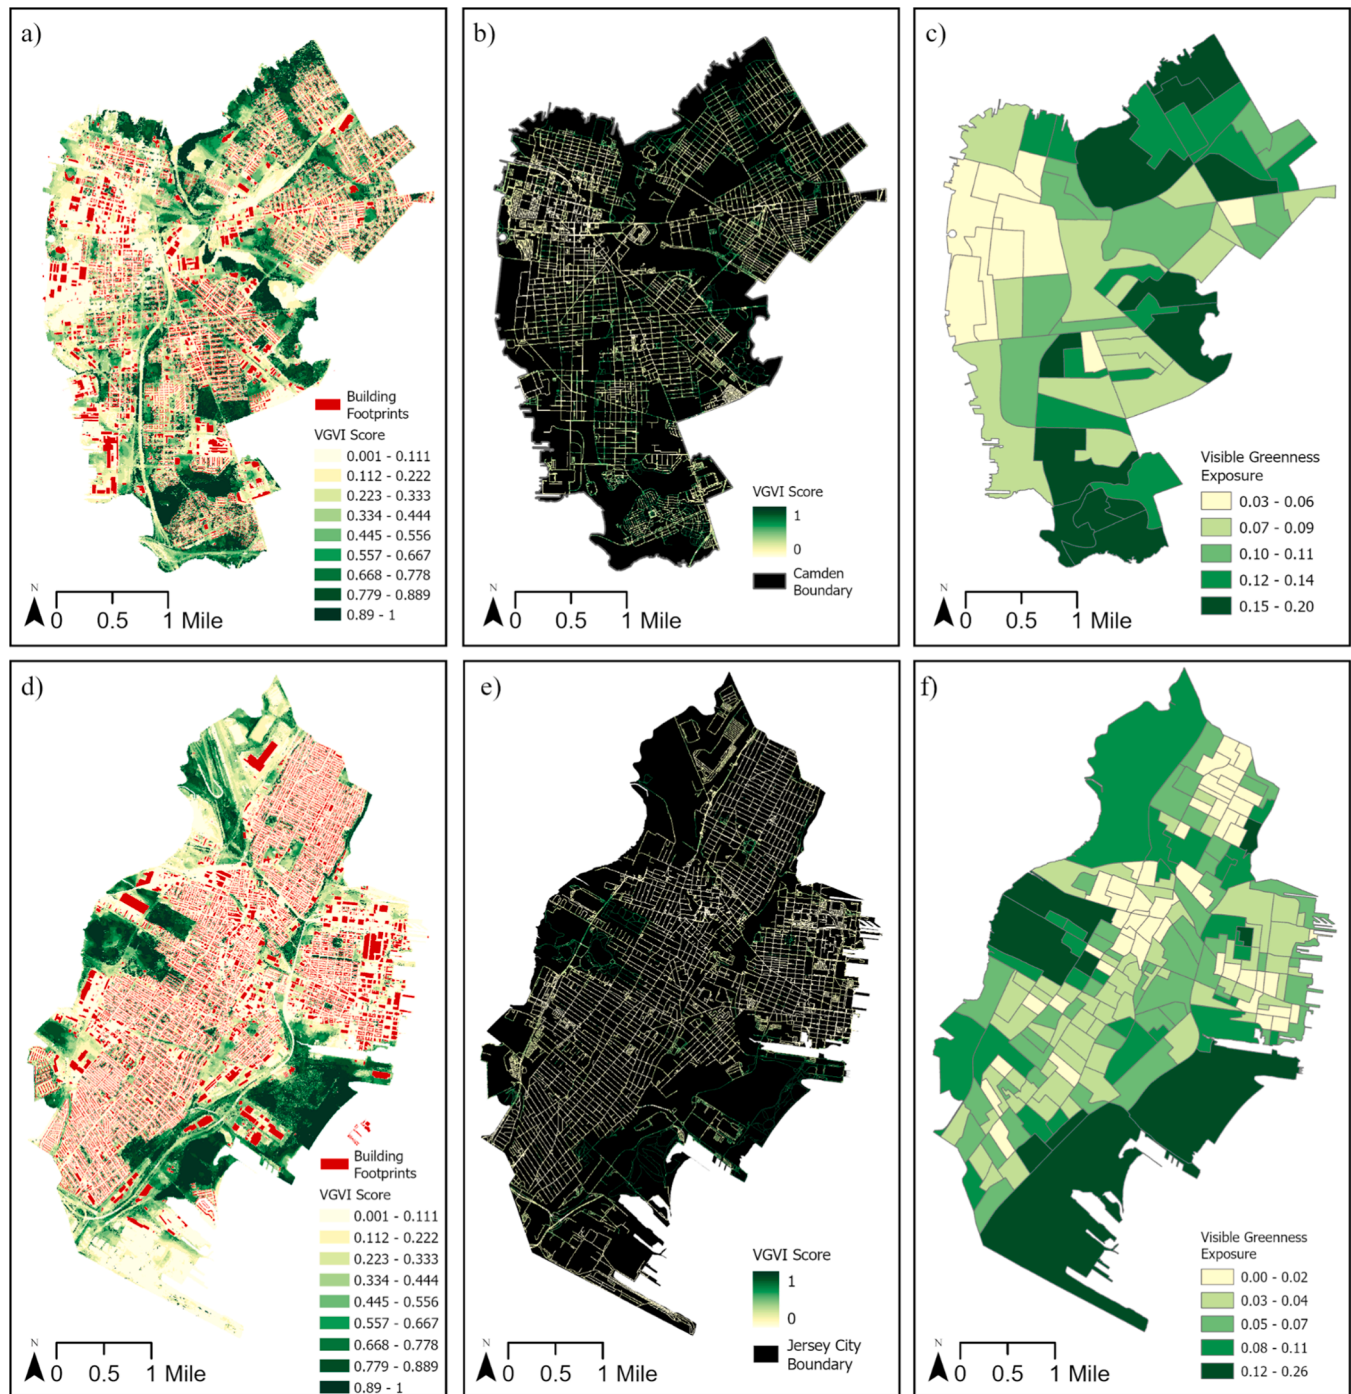 a)
Building
Footprints
VGVI Score
0.001 - 0.111
0.112 - 0.222
0.223 - 0.333
0.334 - 0.444
0.445 - 0.556
0.557 - 0.667
0.668 - 0.778
0.779 - 0.889
0.89 - 1
N
0 0.5 1 Mile
b)
VGVI Score
1
0
Camden
Boundary
N
0 0.5 1 Mile
c)
Visible Greenness
Exposure
0.03 - 0.06
0.07 - 0.09
0.10 - 0.11
0.12 - 0.14
0.15 - 0.20
N
0 0.5 1 Mile
d)
Building
Footprints
VGVI Score
0.001 - 0.111
0.112 - 0.222
0.223 - 0.333
0.334 - 0.444
0.445 - 0.556
0.557 - 0.667
0.668 - 0.778
0.779 - 0.889
0.89 - 1
N
0 0.5 1 Mile
e)
VGVI Score
1
0
Jersey City
Boundary
N
0 0.5 1 Mile
f)
Visible Greenness
Exposure
0.00 - 0.02
0.03 - 0.04
0.05 - 0.07
0.08 - 0.11
0.12 - 0.26
N
0 0.5 1 Mile